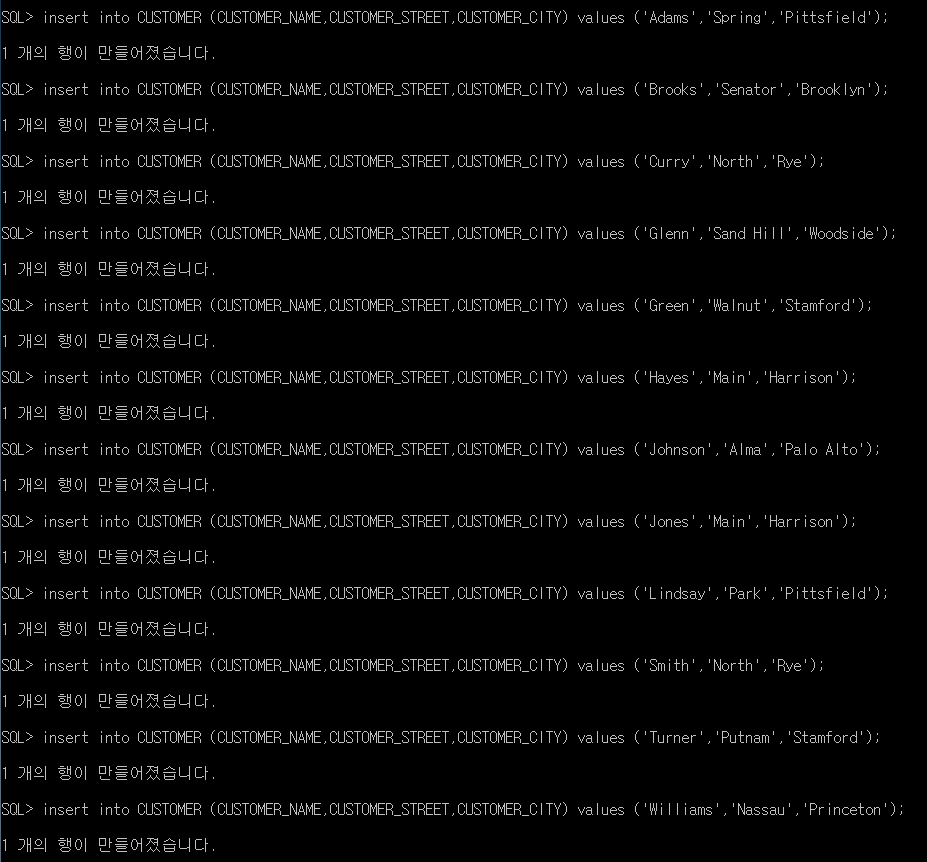 SQL> insert into CUSTOMER (CUSTOMER_NAME,CUSTOMER_STREET,CUSTOMER_CITY) values ('Adams','Spring','Pittsfield');
1 개의 행이 만들어졌습니다.
SQL> insert into CUSTOMER (CUSTOMER_NAME,CUSTOMER_STREET,CUSTOMER_CITY) values ('Brooks','Senator','Brooklyn');
1 개의 행이 만들어졌습니다.
SQL> insert into CUSTOMER (CUSTOMER_NAME,CUSTOMER_STREET,CUSTOMER_CITY) values ('Curry','North','Rye');
1 개의 행이 만들어졌습니다.
SQL> insert into CUSTOMER (CUSTOMER_NAME,CUSTOMER_STREET,CUSTOMER_CITY) values ('Glenn','Sand Hill','Woodside');
1 개의 행이 만들어졌습니다.
SQL> insert into CUSTOMER (CUSTOMER_NAME,CUSTOMER_STREET,CUSTOMER_CITY) values ('Green','Walnut','Stamford');
1 개의 행이 만들어졌습니다.
SQL> insert into CUSTOMER (CUSTOMER_NAME,CUSTOMER_STREET,CUSTOMER_CITY) values ('Hayes','Main','Harrison');
1 개의 행이 만들어졌습니다.
SQL> insert into CUSTOMER (CUSTOMER_NAME,CUSTOMER_STREET,CUSTOMER_CITY) values ('Johnson','Alma','Palo Alto');
1 개의 행이 만들어졌습니다.
SQL> insert into CUSTOMER (CUSTOMER_NAME,CUSTOMER_STREET,CUSTOMER_CITY) values ('Jones','Main','Harrison');
1 개의 행이 만들어졌습니다.
SQL> insert into CUSTOMER (CUSTOMER_NAME,CUSTOMER_STREET,CUSTOMER_CITY) values ('Lindsay','Park','Pittsfield');
1 개의 행이 만들어졌습니다.
SQL> insert into CUSTOMER (CUSTOMER_NAME,CUSTOMER_STREET,CUSTOMER_CITY) values ('Smith','North','Rye');
1 개의 행이 만들어졌습니다.
SQL> insert into CUSTOMER (CUSTOMER_NAME,CUSTOMER_STREET,CUSTOMER_CITY) values ('Turner','Putnam','Stamford');
1 개의 행이 만들어졌습니다.
SQL> insert into CUSTOMER (CUSTOMER_NAME,CUSTOMER_STREET,CUSTOMER_CITY) values ('Williams','Nassau','Princeton');
1 개의 행이 만들어졌습니다.